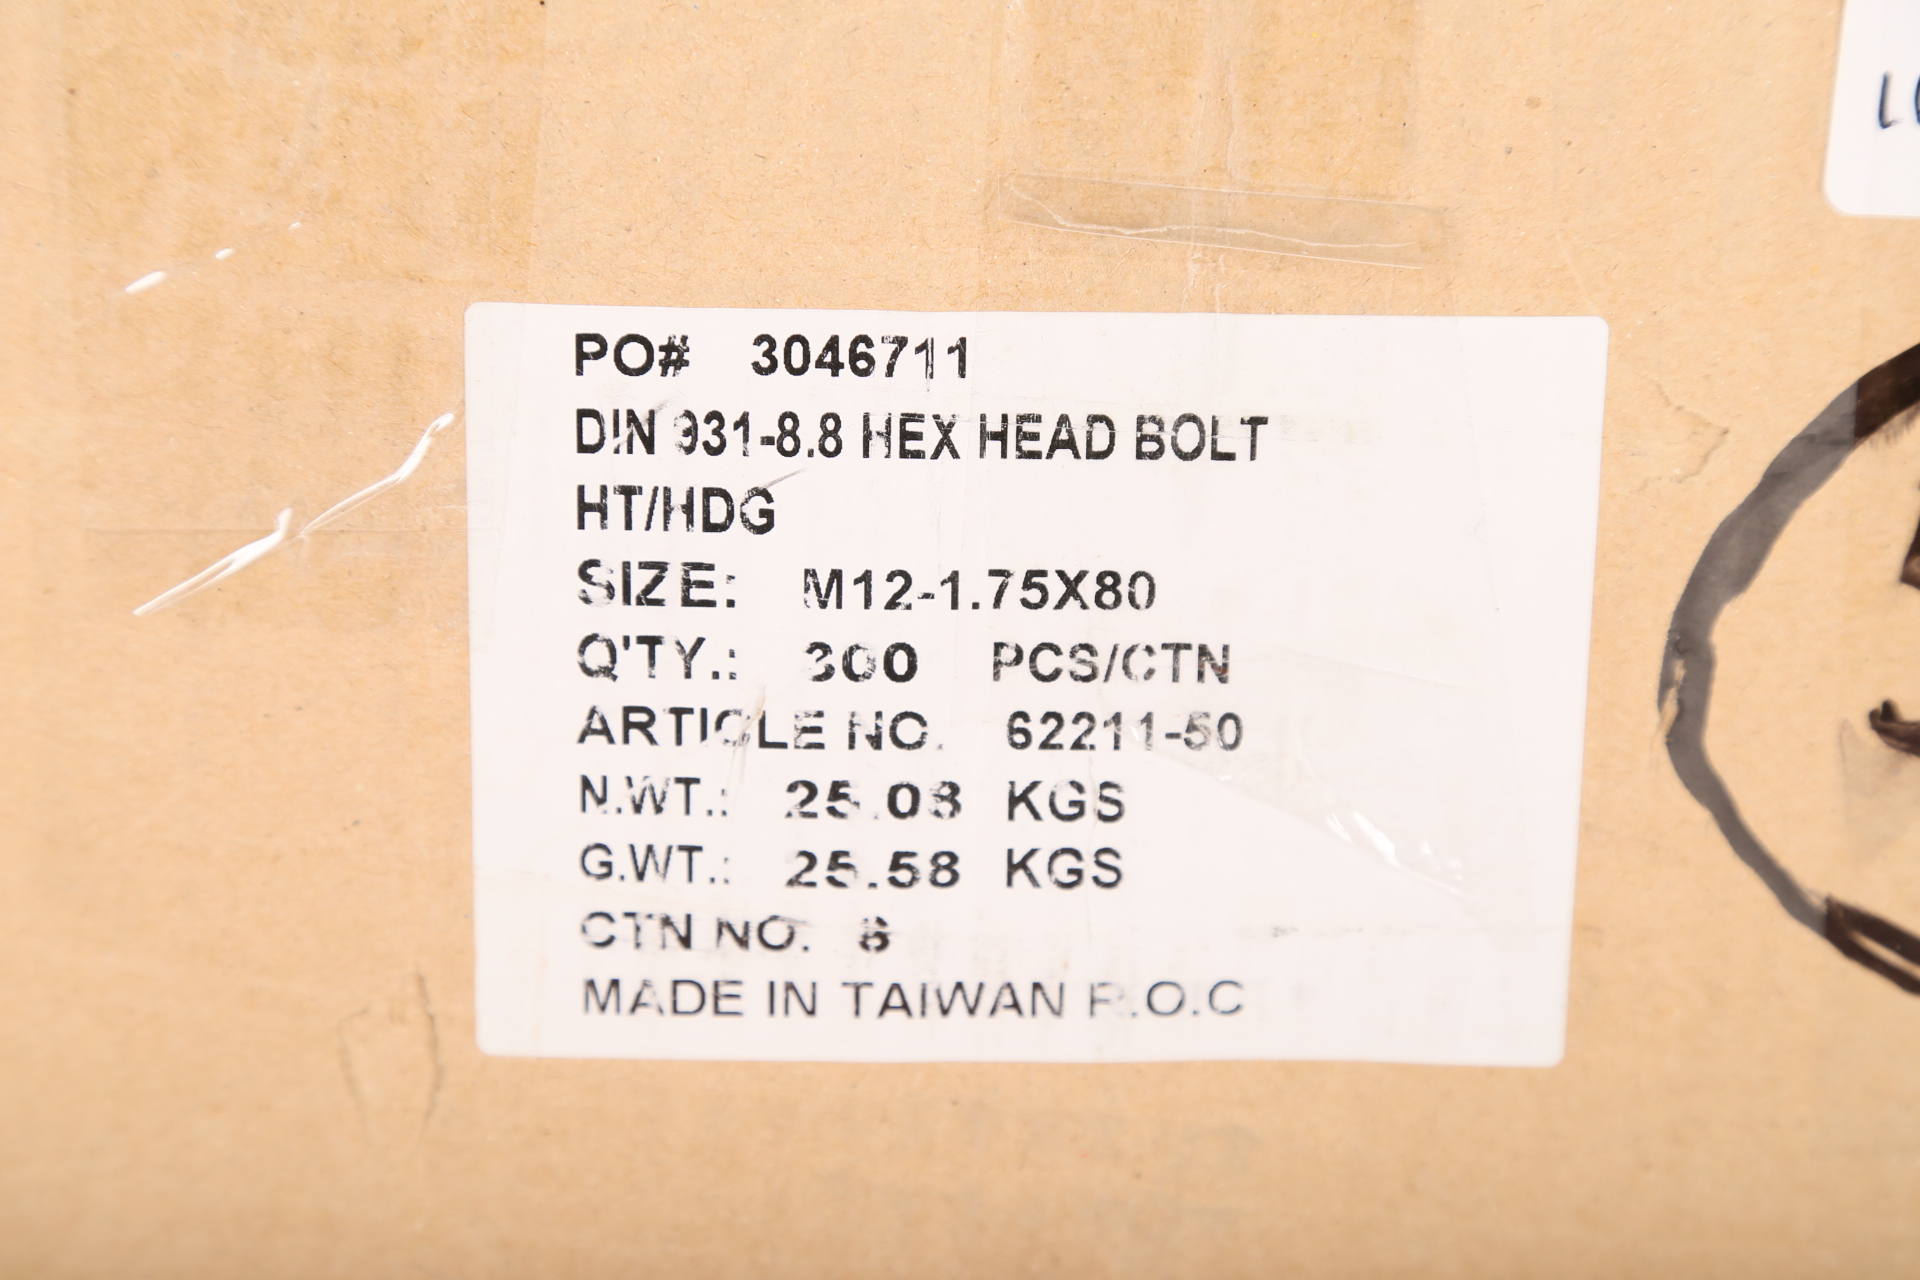 PO# 3046711
DIN 931-8.8 HEX HEAD BOLT
HT/HDG
SIZE: M12-1.75X80
Q'TY.: 300 PCS/CTN
ARTICLE NO. 62211-50
N.WT.: 25.08 KGS
G.WT.: 25.58 KGS
CTN NO.
MADE IN TAIWAN R.O.C